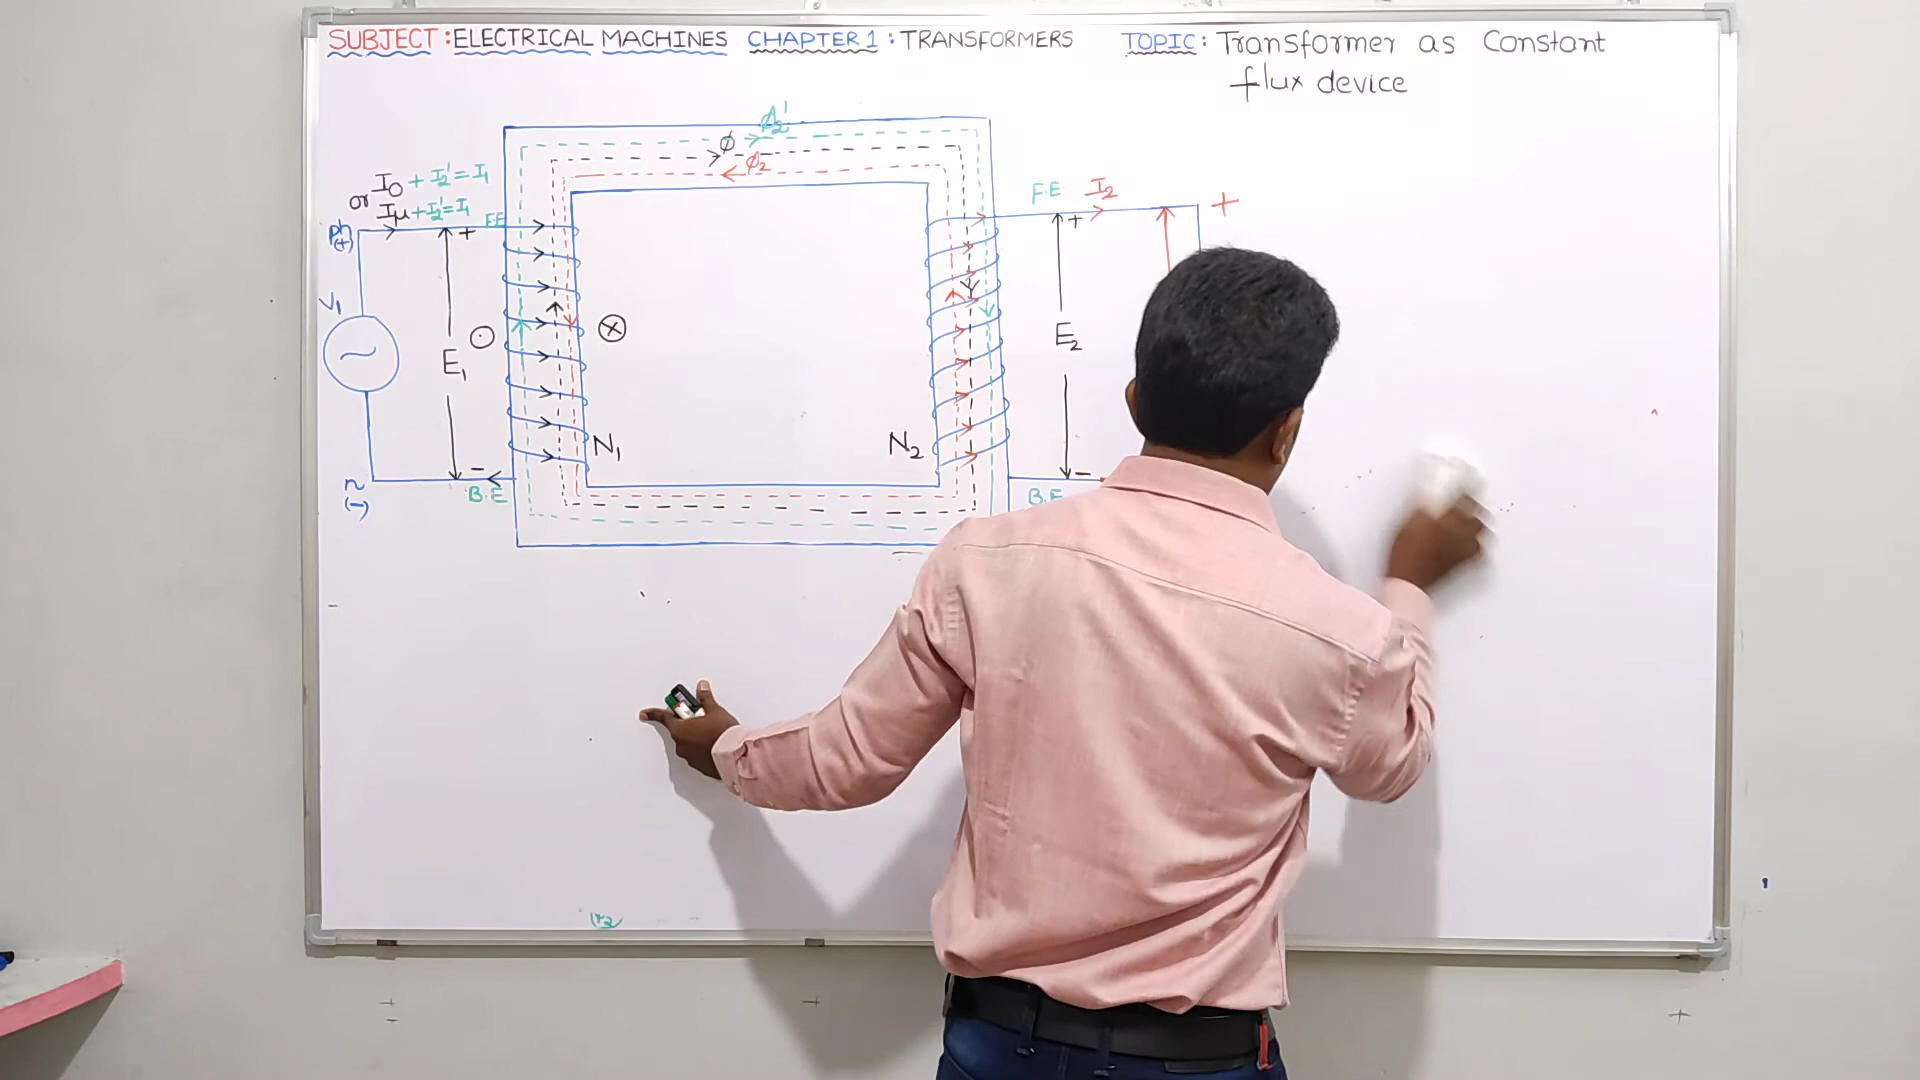 SUBJECT: ELECTRICAL MACHINES CHAPTER 1: TRANSFORMERS TOPIC: Transformer as Constant
flux device
ϕ2'
ϕ
ϕ2
or I0 + I2' = I1
Iμ + I2' = I1
F.E
ph
(+)
+
V1
E1
N1
-
B.E
n
(-)
F.E I2
+
+
E2
N2
-
B.E